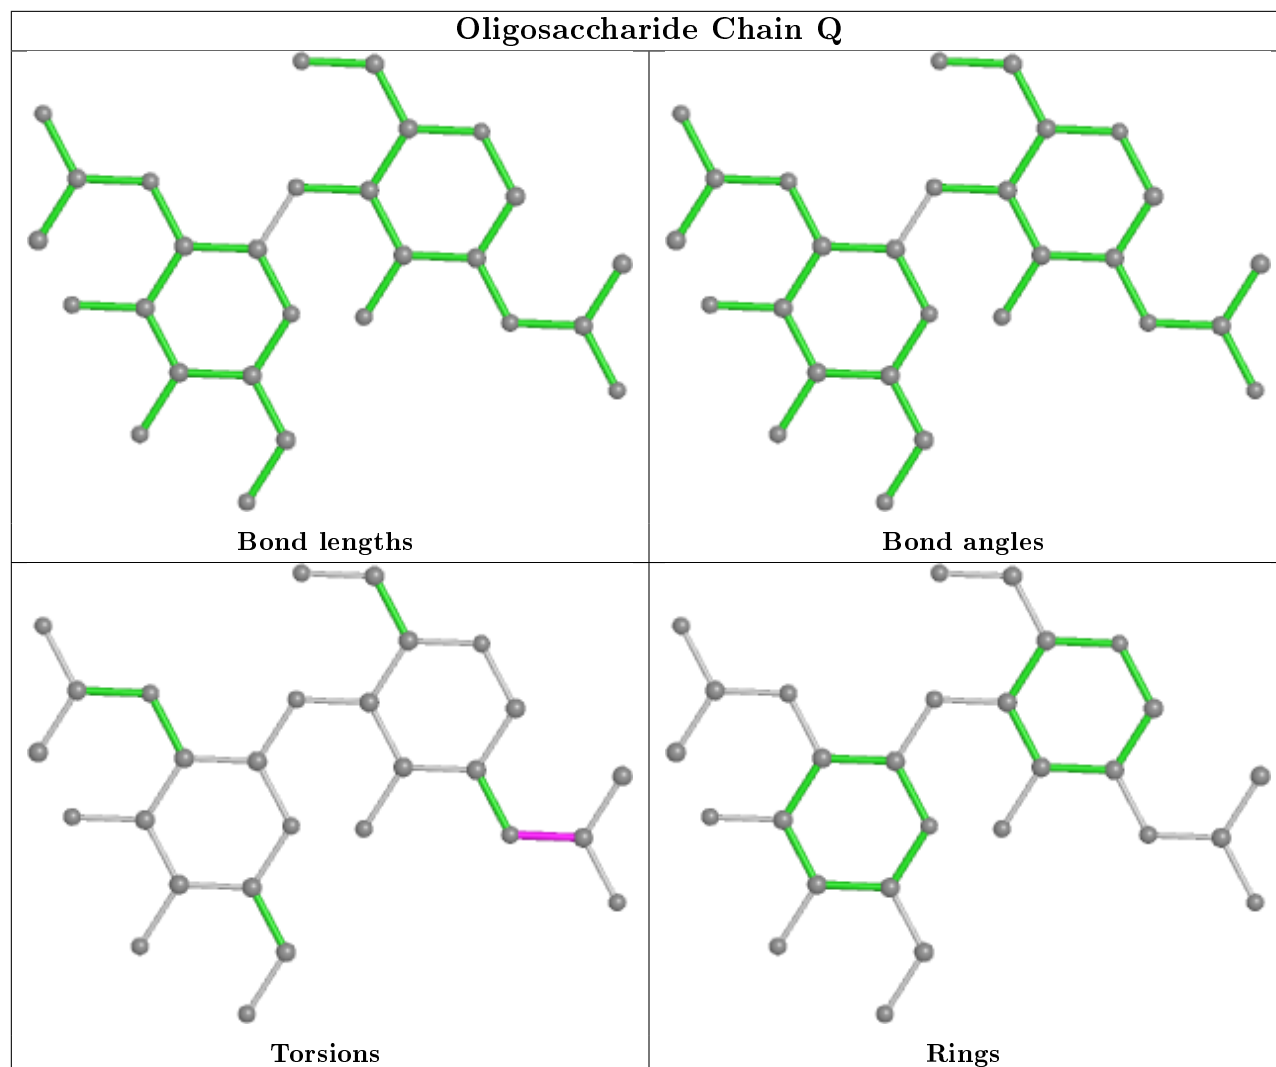 Oligosaccharide Chain Q
Bond lengths
Bond angles
Torsions
Rings